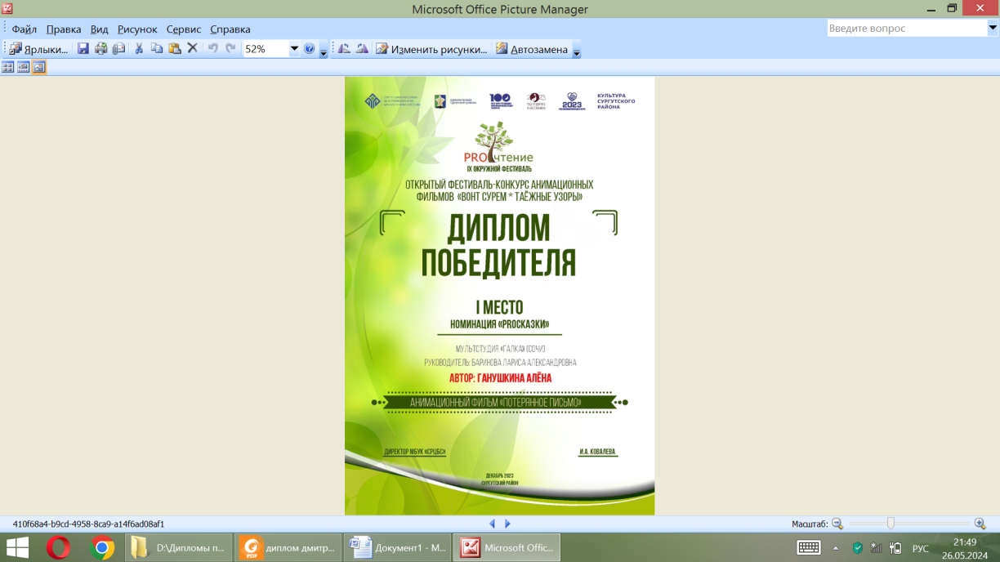 Microsoft Office Picture Manager
Файл Правка Вид Рисунок Сервис Справка
Введите вопрос
Ярлыки... 52% Изменить рисунки... Автозамена
100 2023 КУЛЬТУРА
СУРГУТСКОГО
РАЙОНА
PROчтение
IX ОКРУЖНОЙ ФЕСТИВАЛЬ
ОТКРЫТЫЙ ФЕСТИВАЛЬ-КОНКУРС АНИМАЦИОННЫХ
ФИЛЬМОВ «ВОНТ СУРЕМ * ТАЁЖНЫЕ УЗОРЫ»
ДИПЛОМ
ПОБЕДИТЕЛЯ
I МЕСТО
НОМИНАЦИЯ «PROСКАЗКИ»
МУЛЬТСТУДИЯ «ГАЛКА» (СОЧИ)
РУКОВОДИТЕЛЬ: БАРИНОВА ЛАРИСА АЛЕКСАНДРОВНА
АВТОР: ГАНУШКИНА АЛЁНА
АНИМАЦИОННЫЙ ФИЛЬМ «ПОТЕРЯННОЕ ПИСЬМО»
ДИРЕКТОР МБУК «СРЦБС» И.А. КОВАЛЕВА
ДЕКАБРЬ 2023
СУРГУТСКИЙ РАЙОН
410f68a4-b9cd-4958-8ca9-a14f6ad08af1 Масштаб:
D:\Дипломы п... диплом дмитр... Документ1 - М... Microsoft Offic... РУС 21:49
26.05.2024